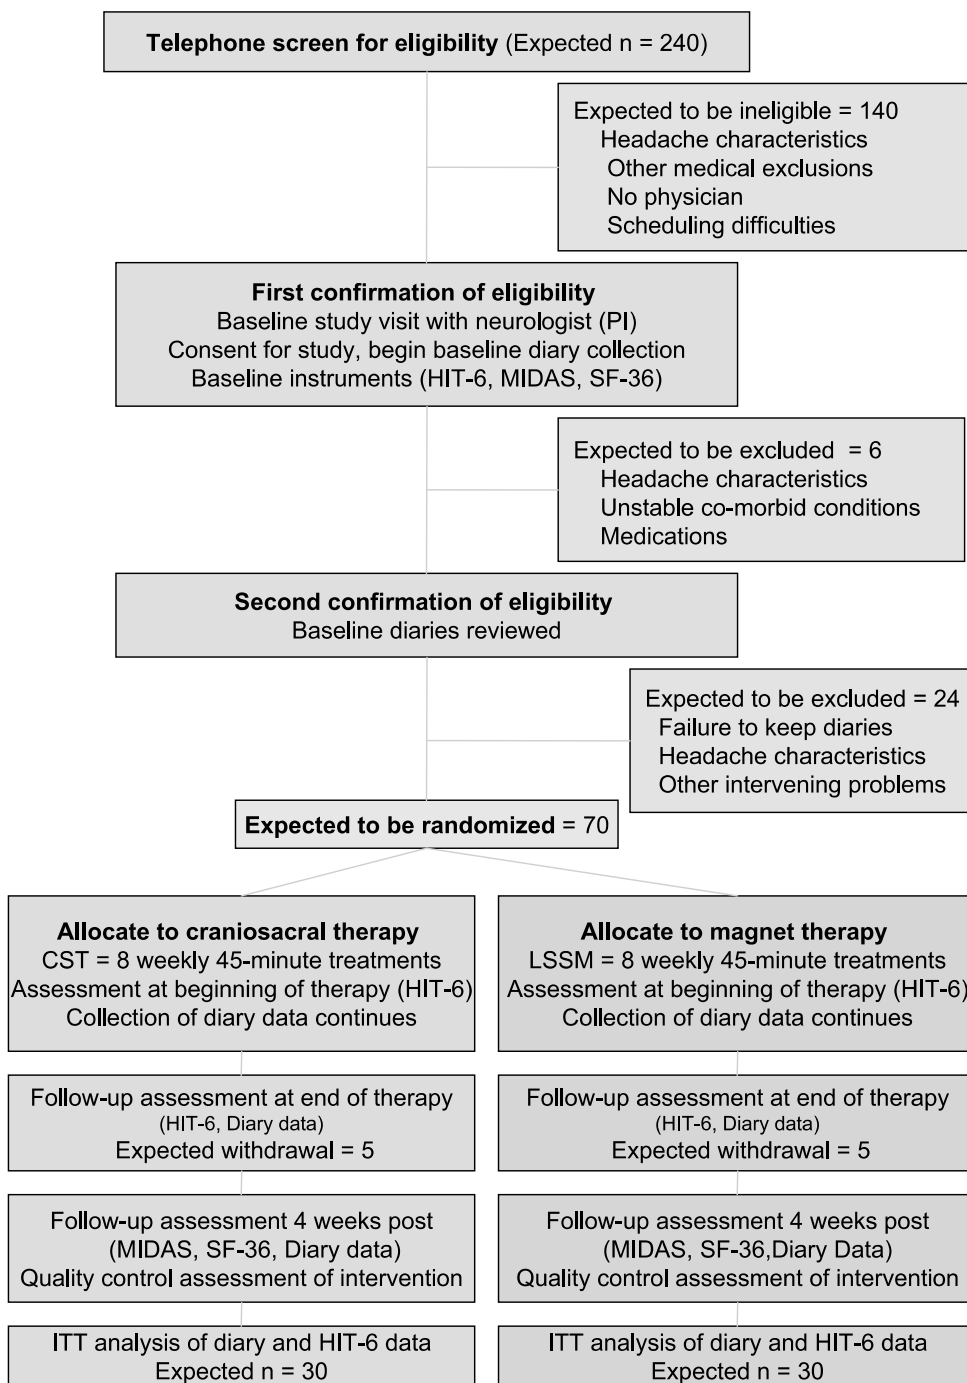 Telephone screen for eligibility (Expected n = 240)
Expected to be ineligible = 140
Headache characteristics
Other medical exclusions
No physician
Scheduling difficulties
First confirmation of eligibility
Baseline study visit with neurologist (PI)
Consent for study, begin baseline diary collection
Baseline instruments (HIT-6, MIDAS, SF-36)
Expected to be excluded = 6
Headache characteristics
Unstable co-morbid conditions
Medications
Second confirmation of eligibility
Baseline diaries reviewed
Expected to be excluded = 24
Failure to keep diaries
Headache characteristics
Other intervening problems
Expected to be randomized = 70
Allocate to craniosacral therapy
CST = 8 weekly 45-minute treatments
Assessment at beginning of therapy (HIT-6)
Collection of diary data continues
Allocate to magnet therapy
LSSM = 8 weekly 45-minute treatments
Assessment at beginning of therapy (HIT-6)
Collection of diary data continues
Follow-up assessment at end of therapy
(HIT-6, Diary data)
Expected withdrawal = 5
Follow-up assessment at end of therapy
(HIT-6, Diary data)
Expected withdrawal = 5
Follow-up assessment 4 weeks post
(MIDAS, SF-36, Diary data)
Quality control assessment of intervention
Follow-up assessment 4 weeks post
(MIDAS, SF-36,Diary Data)
Quality control assessment of intervention
ITT analysis of diary and HIT-6 data
Expected n = 30
ITT analysis of diary and HIT-6 data
Expected n = 30